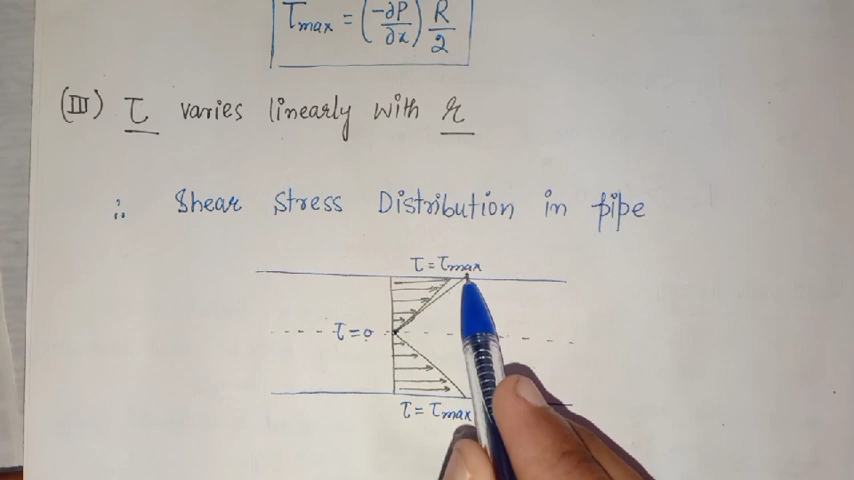 τmax = (-∂P/∂x) R/2
(III) τ varies linearly with r
∴ Shear Stress Distribution in pipe
τ = τmax
τ = 0
τ = τmax